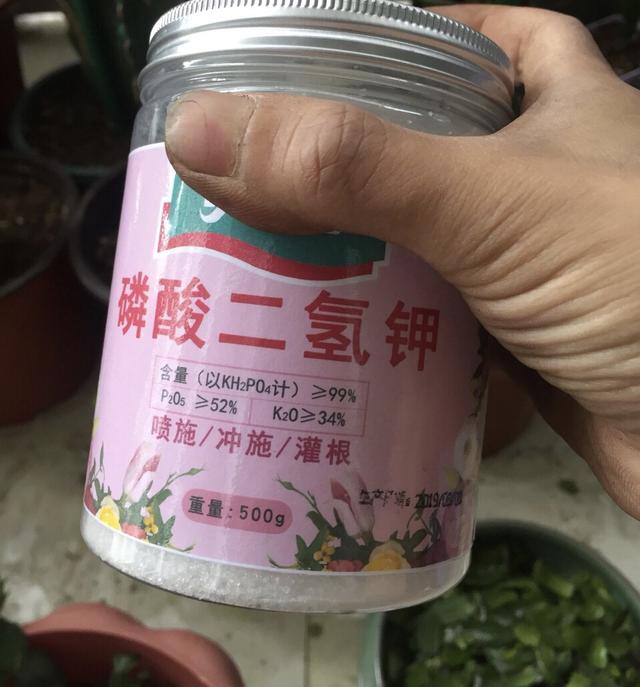 磷酸二氢钾
含量（以KH₂PO₄计）≥99%
P₂O₅ ≥52% K₂O≥34%
喷施/冲施/灌根
重量：500g